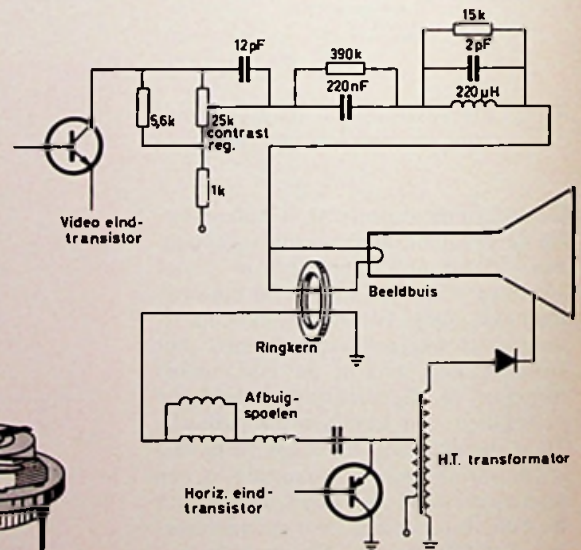 15k
12pF
390k
2pF
220nF
220µH
5,6k
25k
contrast
reg.
1k
Video eind-
transistor
Beeldbuis
Ringkern
Afbuig-
spoelen
H.T. transformator
Horiz. eind-
transistor